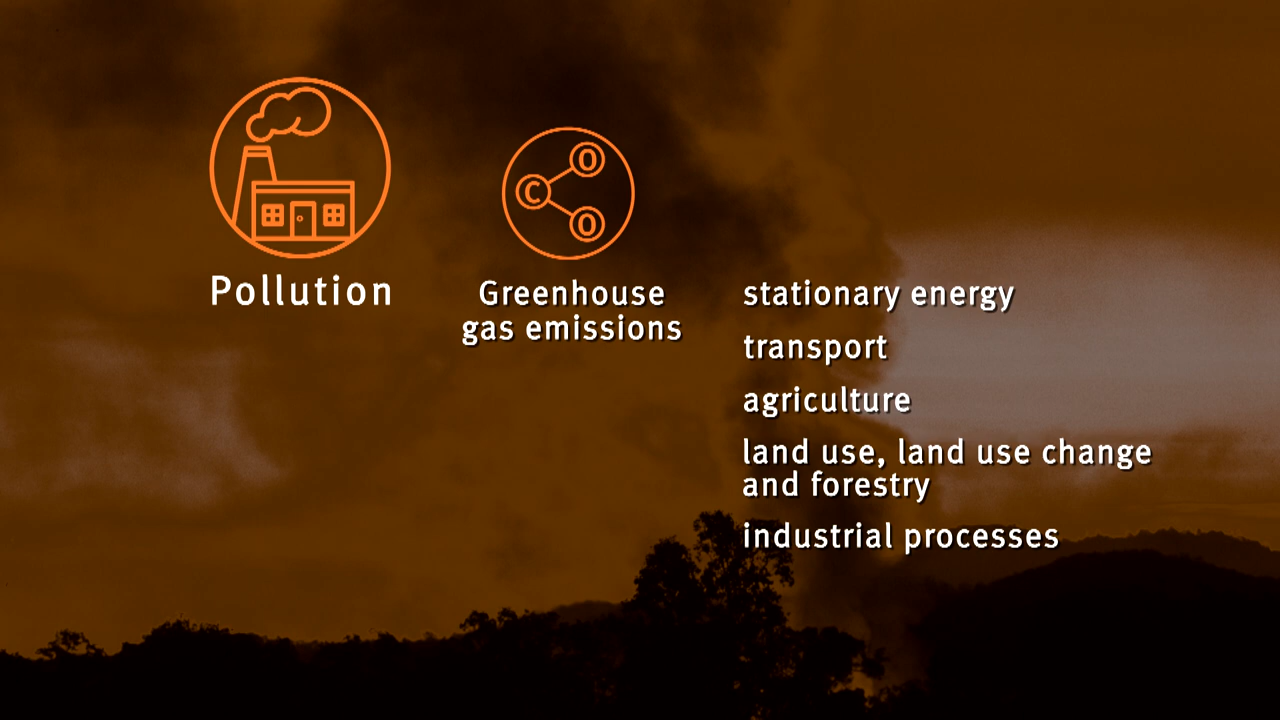 C
O
O
Pollution
Greenhouse
gas emissions
stationary energy
transport
agriculture
land use, land use change
and forestry
industrial processes